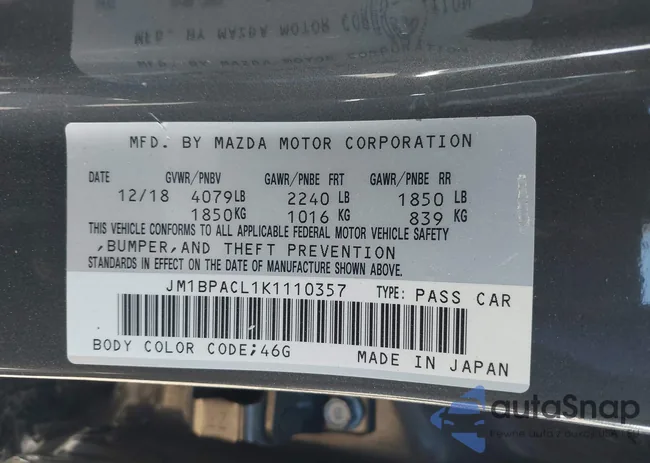 MFD. BY MAZDA MOTOR CORPORATION
DATE GVWR/PNBV GAWR/PNBE FRT GAWR/PNBE RR
12/18 4079LB 2240 LB 1850 LB
1850KG 1016 KG 839 KG
THIS VEHICLE CONFORMS TO ALL APPLICABLE FEDERAL MOTOR VEHICLE SAFETY
,BUMPER,AND THEFT PREVENTION
STANDARDS IN EFFECT ON THE DATE OF MANUFACTURE SHOWN ABOVE.
JM1BPACL1K1110357 TYPE: PASS CAR
BODY COLOR CODE;46G MADE IN JAPAN
autoSnap